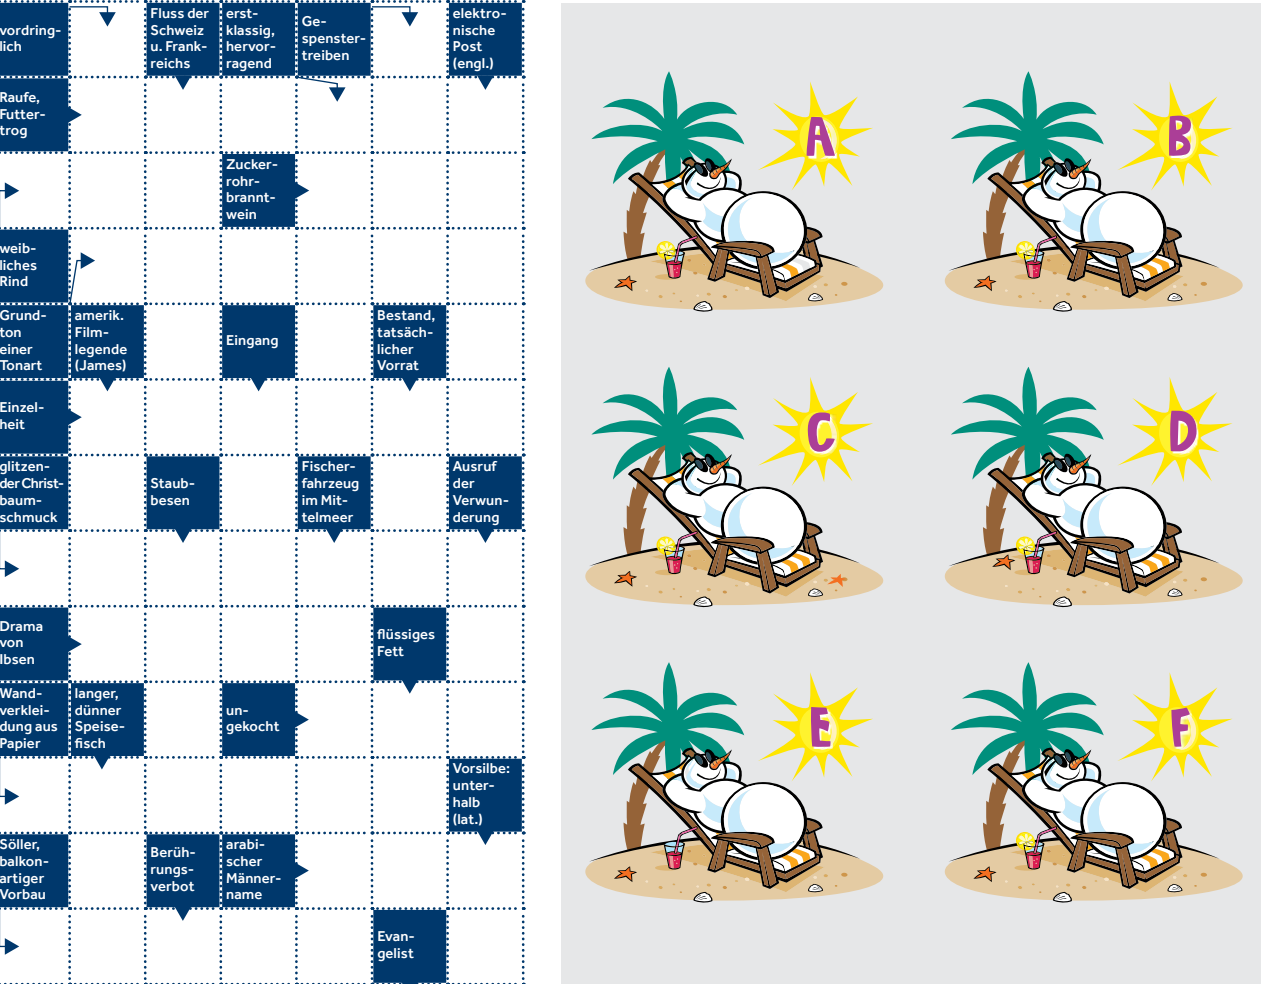 vordring-
lich
Fluss der
Schweiz
u. Frank-
reichs
erst-
klassig,
hervor-
ragend
Ge-
spenster-
treiben
elektro-
nische
Post
(engl.)
Raufe,
Futter-
trog
Zucker-
rohr-
brannt-
wein
weib-
liches
Rind
Grund-
ton
einer
Tonart
amerik.
Film-
legende
(James)
Eingang
Bestand,
tatsäch-
licher
Vorrat
Einzel-
heit
glitzen-
der Christ-
baum-
schmuck
Staub-
besen
Fischer-
fahrzeug
im Mit-
telmeer
Ausruf
der
Verwun-
derung
Drama
von
Ibsen
flüssiges
Fett
Wand-
verklei-
dung aus
Papier
langer,
dünner
Speise-
fisch
un-
gekocht
Vorsilbe:
unter-
halb
(lat.)
Söller,
balkon-
artiger
Vorbau
Berüh-
rungs-
verbot
arabi-
scher
Männer-
name
Evan-
gelist
A
B
C
D
E
F